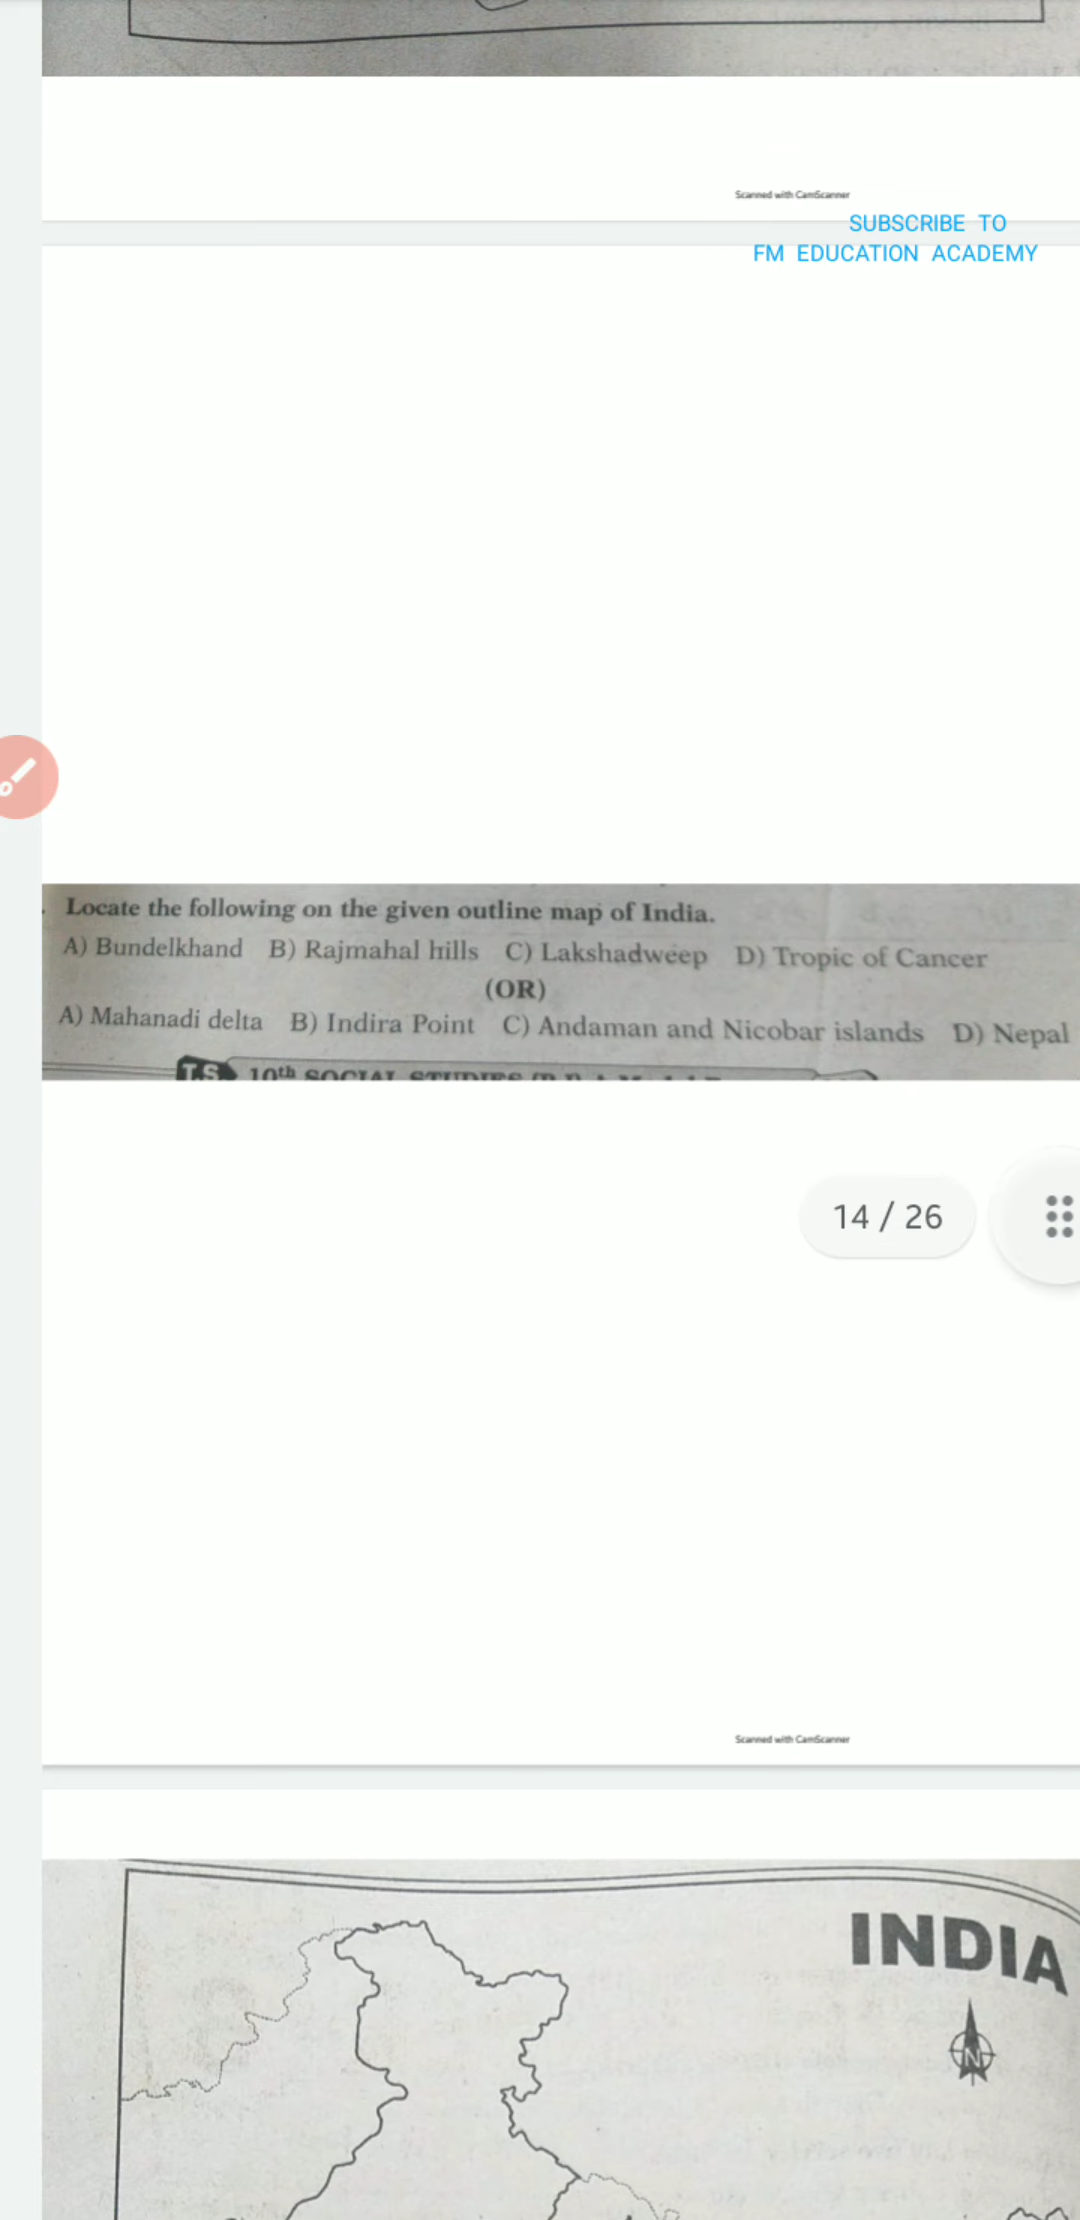 Scanned with CamScanner
SUBSCRIBE TO
FM EDUCATION ACADEMY
Locate the following on the given outline map of India.
A) Bundelkhand B) Rajmahal hills C) Lakshadweep D) Tropic of Cancer
(OR)
A) Mahanadi delta B) Indira Point C) Andaman and Nicobar islands D) Nepal
T.S 10th SOCIAL STUDIES
14 / 26
Scanned with CamScanner
INDIA
N